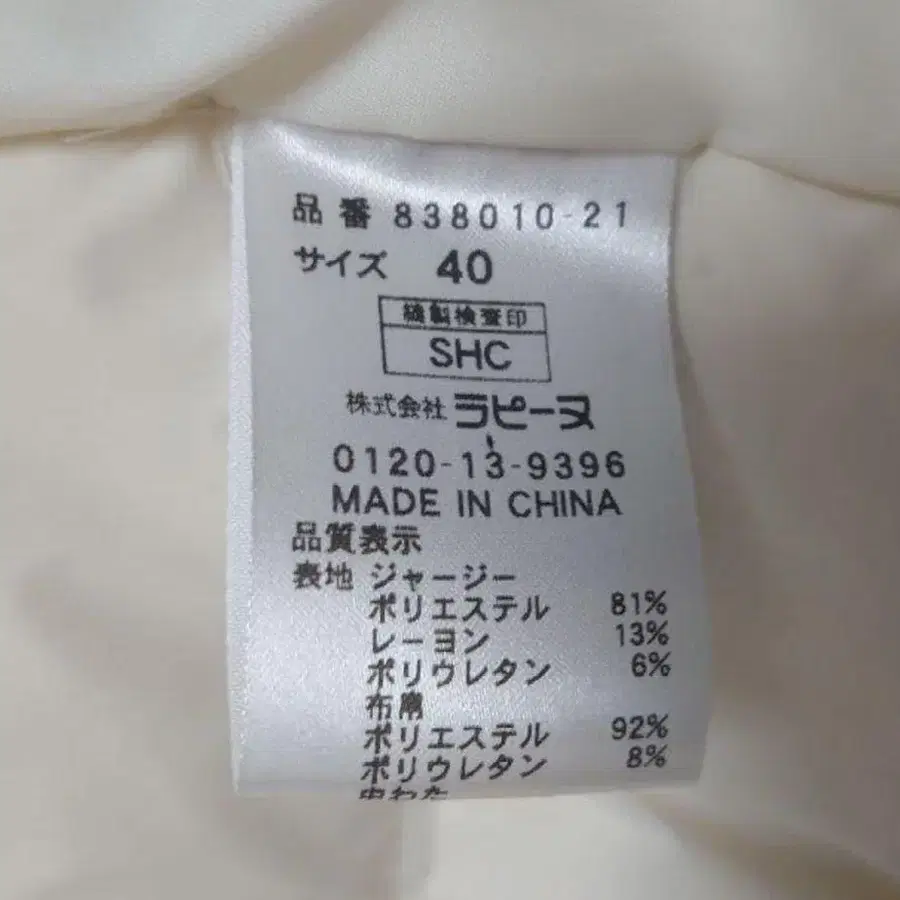 品番 838010-21
サイズ 40
縫製検査印
SHC
株式会社 ラピーヌ
0120-13-9396
MADE IN CHINA
品質表示
表地 ジャージー
ポリエステル 81%
レーヨン 13%
ポリウレタン 6%
布帛
ポリエステル 92%
ポリウレタン 8%
中わた